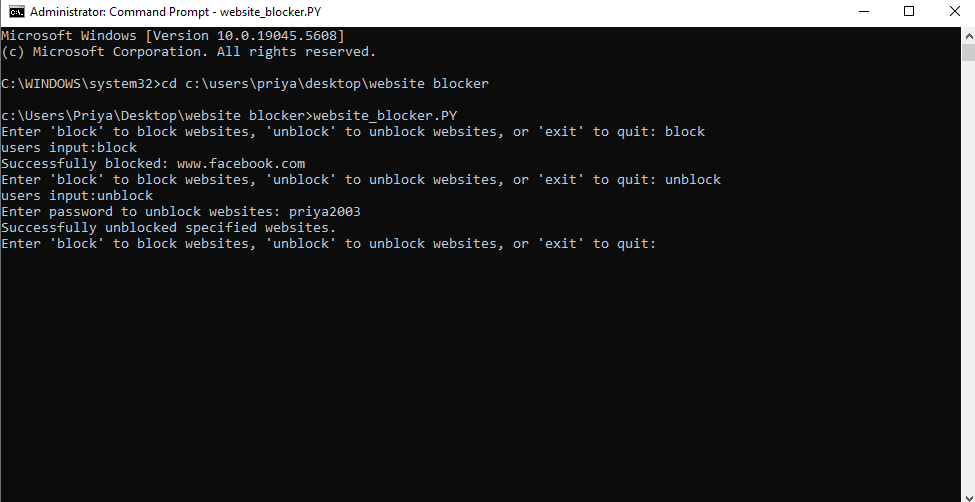 Administrator: Command Prompt - website_blocker.PY
Microsoft Windows [Version 10.0.19045.5608]
(c) Microsoft Corporation. All rights reserved.
C:\WINDOWS\system32>cd c:\users\priya\desktop\website blocker
c:\Users\Priya\Desktop\website blocker>website_blocker.PY
Enter 'block' to block websites, 'unblock' to unblock websites, or 'exit' to quit: block
users input:block
Successfully blocked: www.facebook.com
Enter 'block' to block websites, 'unblock' to unblock websites, or 'exit' to quit: unblock
users input:unblock
Enter password to unblock websites: priya2003
Successfully unblocked specified websites.
Enter 'block' to block websites, 'unblock' to unblock websites, or 'exit' to quit: